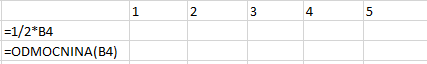 1 2 3 4 5
=1/2*B4
=ODMOCNINA(B4)